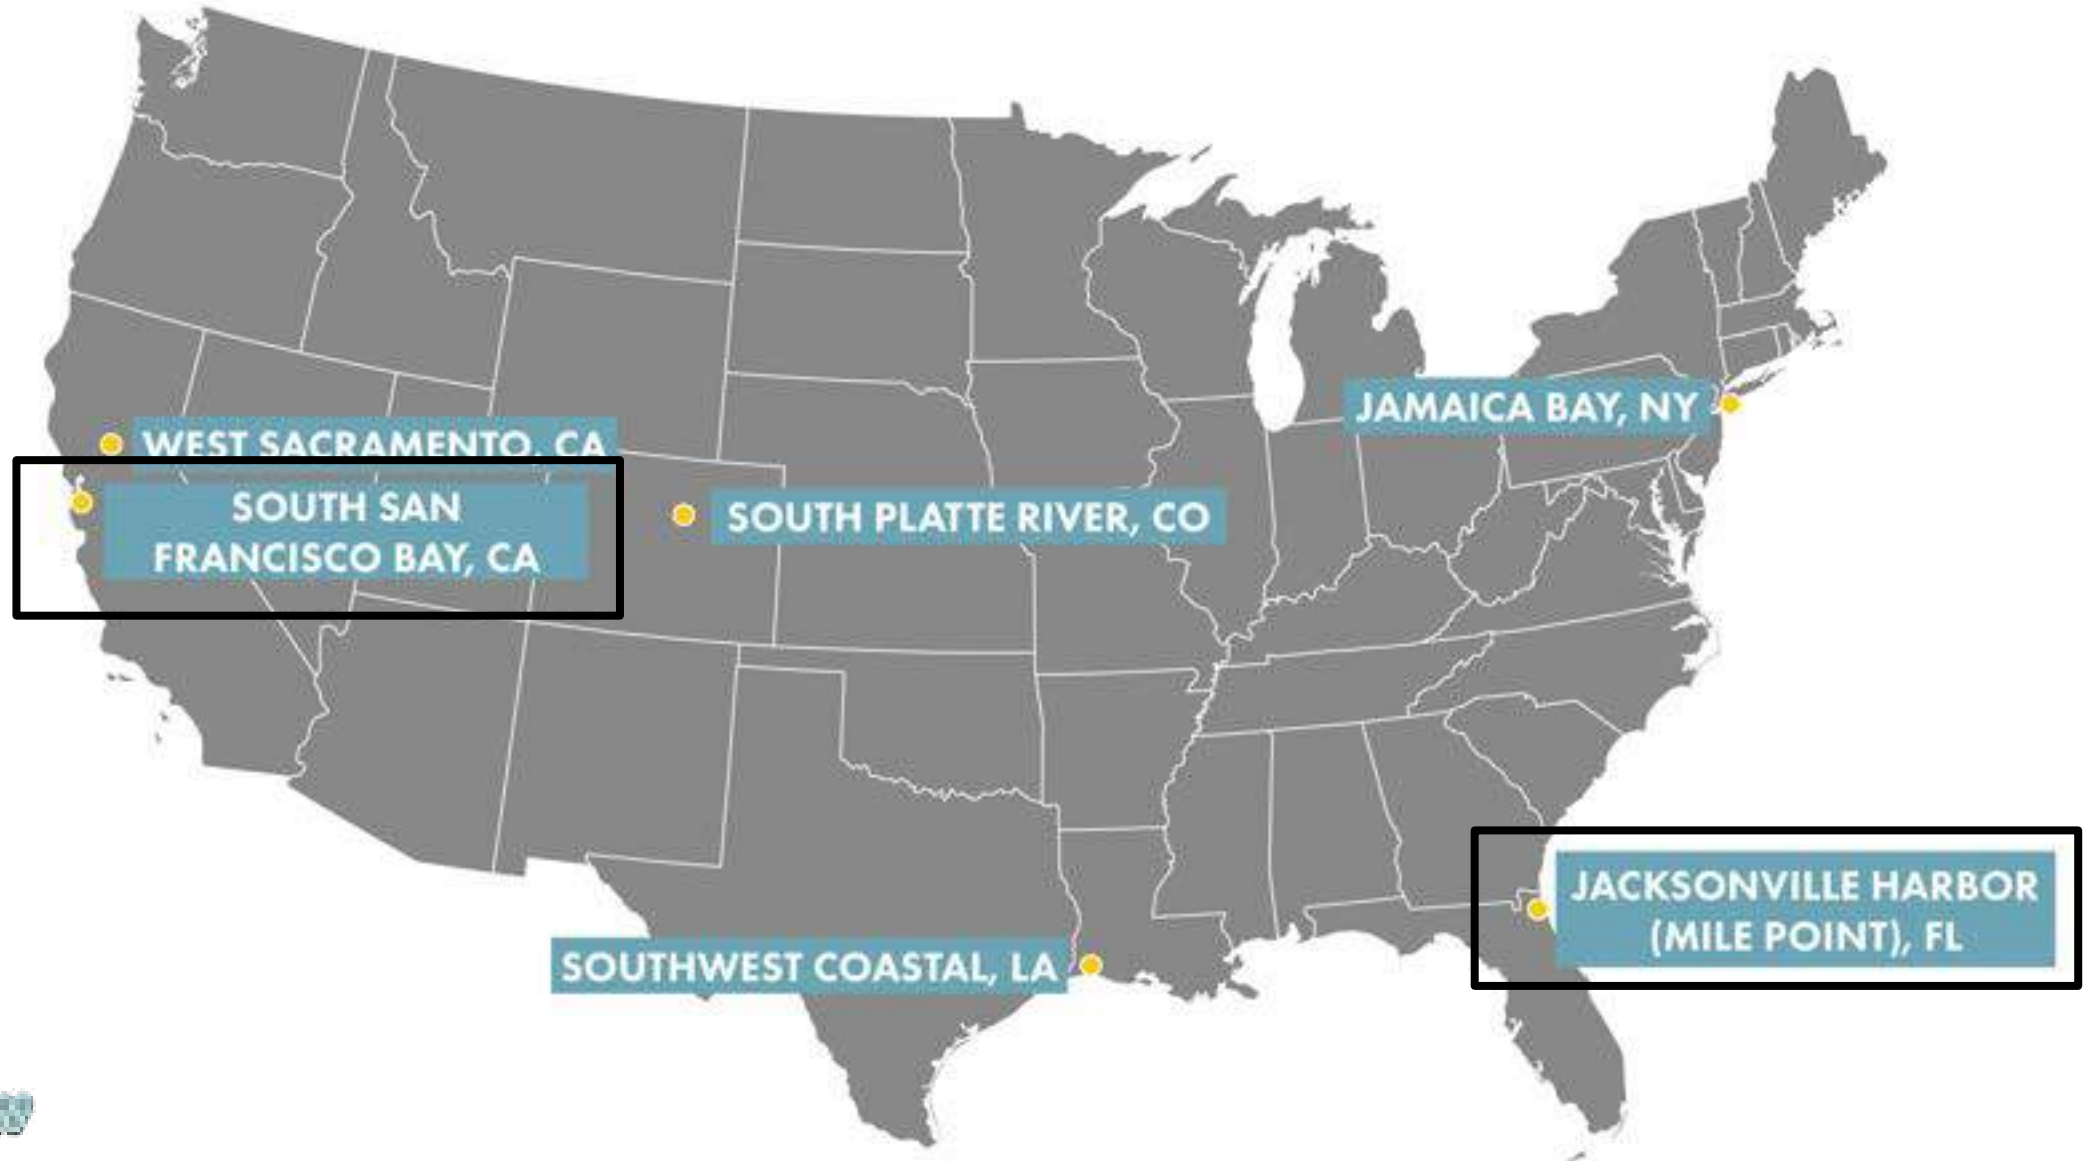 WEST SACRAMENTO, CA
SOUTH SAN
FRANCISCO BAY, CA
SOUTH PLATTE RIVER, CO
JAMAICA BAY, NY
SOUTHWEST COASTAL, LA
JACKSONVILLE HARBOR
(MILE POINT), FL